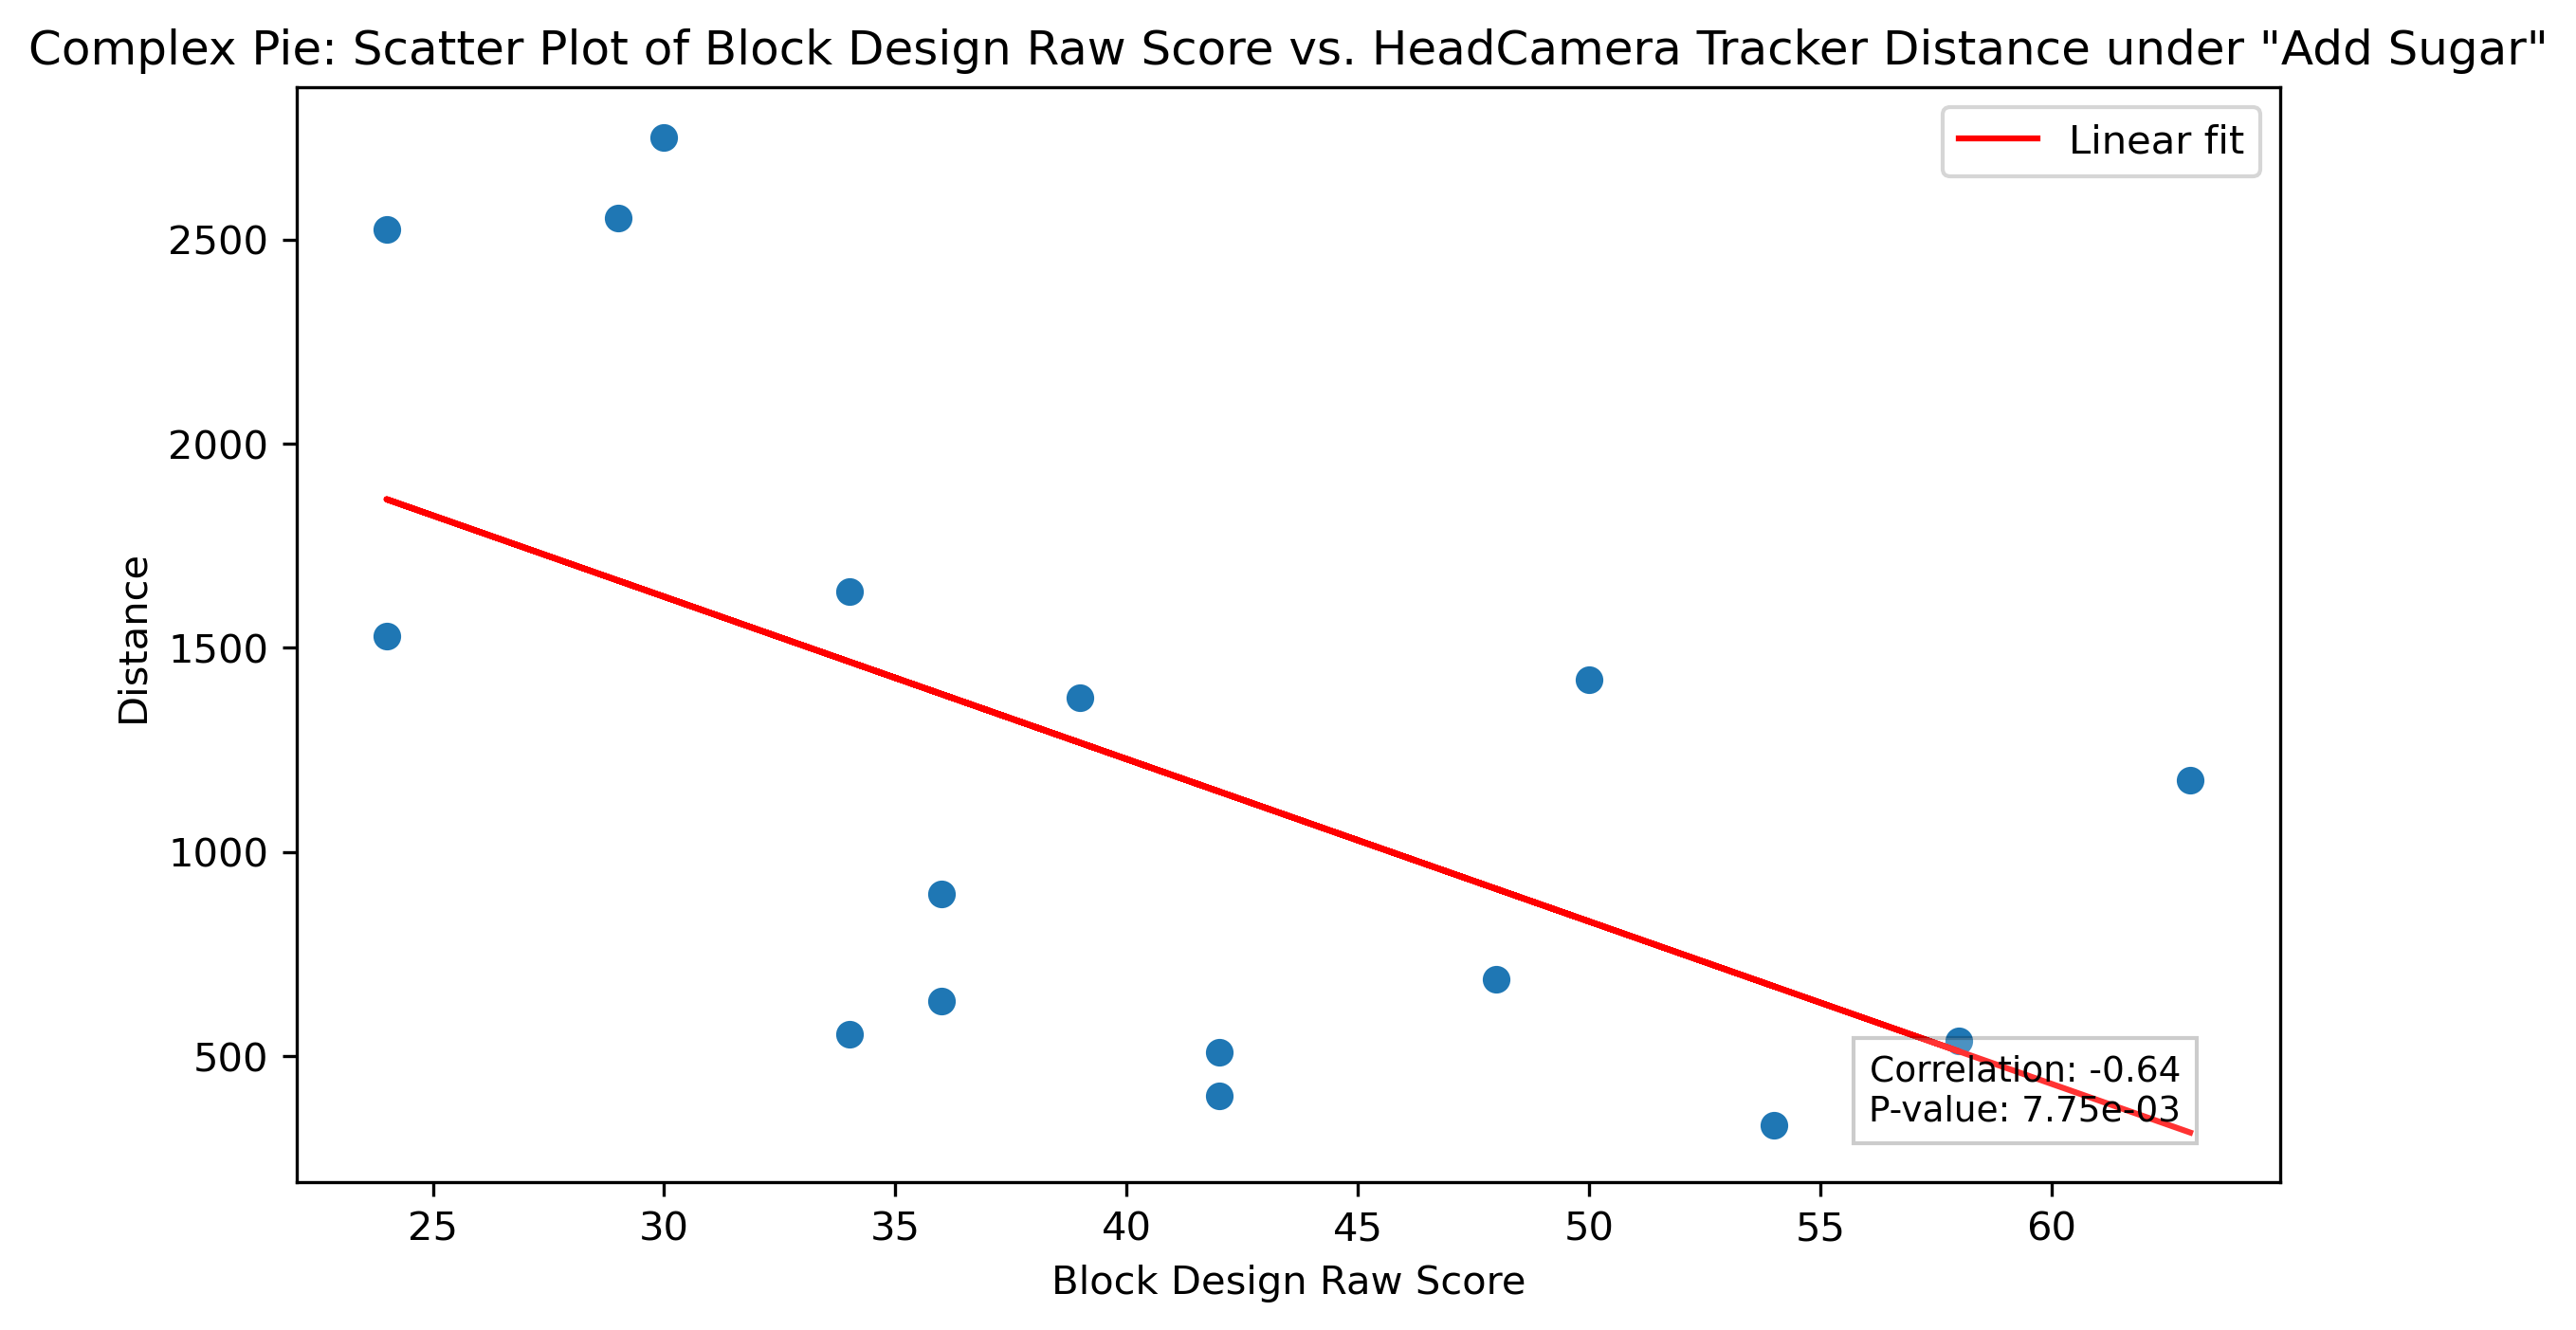 Complex Pie: Scatter Plot of Block Design Raw Score vs. HeadCamera Tracker Distance under "Add Sugar"
Linear fit
Distance
2500
2000
1500
1000
500
Correlation: -0.64
P-value: 7.75e-03
25 30 35 40 45 50 55 60
Block Design Raw Score